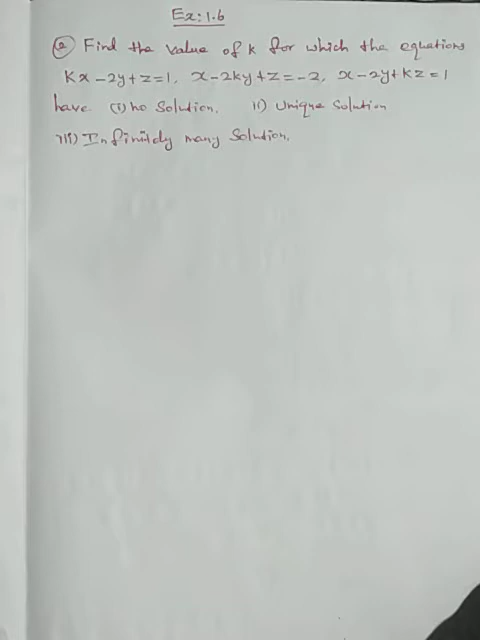 Ex: 1.6
② Find the value of k for which the equations
Kx - 2y + z = 1, x - 2ky + z = -2, x - 2y + kz = 1
have (i) no Solution. ii) Unique Solution
iii) Infinitely many Solution.